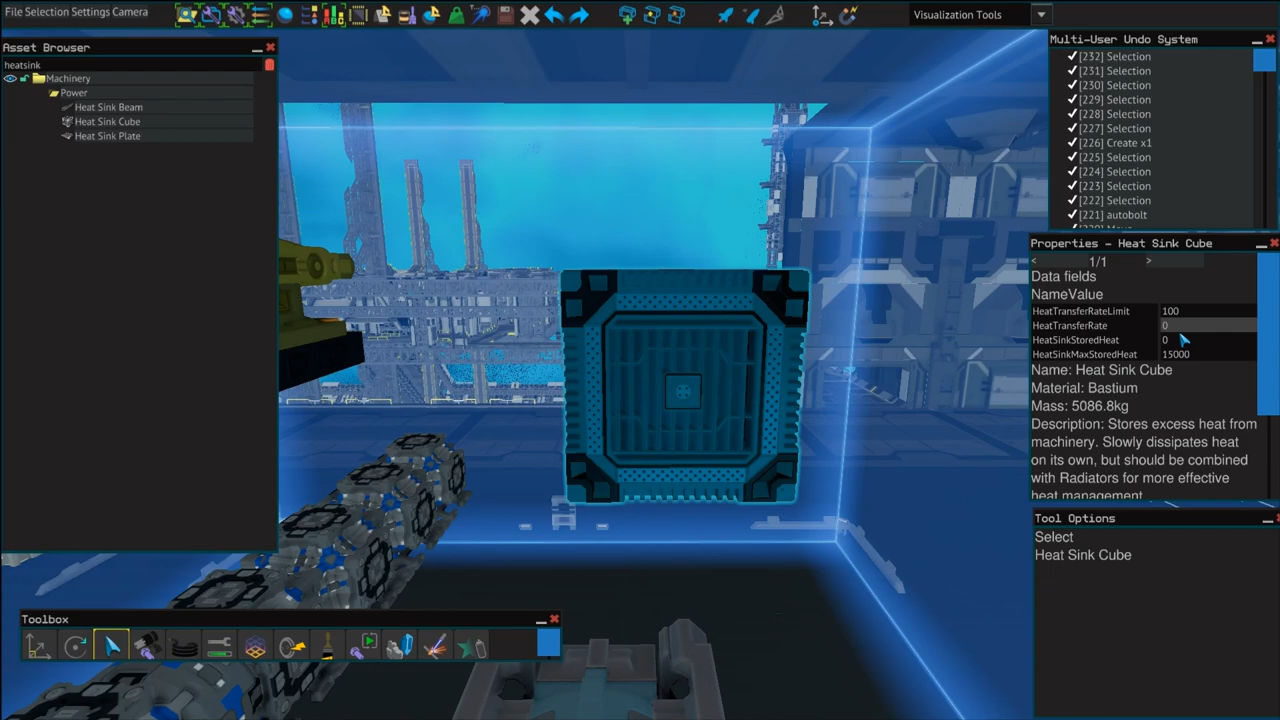 File Selection Settings Camera
Visualization Tools
Asset Browser
heatsink
Machinery
Power
Heat Sink Beam
Heat Sink Cube
Heat Sink Plate
Multi-User Undo System
[232] Selection
[231] Selection
[230] Selection
[229] Selection
[228] Selection
[227] Selection
[226] Create x1
[225] Selection
[224] Selection
[223] Selection
[222] Selection
[221] autobolt
Properties - Heat Sink Cube
< 1/1 >
Data fields
NameValue
HeatTransferRateLimit 100
HeatTransferRate 0
HeatSinkStoredHeat 0
HeatSinkMaxStoredHeat 15000
Name: Heat Sink Cube
Material: Bastium
Mass: 5086.8kg
Description: Stores excess heat from
machinery. Slowly dissipates heat
on its own, but should be combined
with Radiators for more effective
heat management
Tool Options
Select
Heat Sink Cube
Toolbox